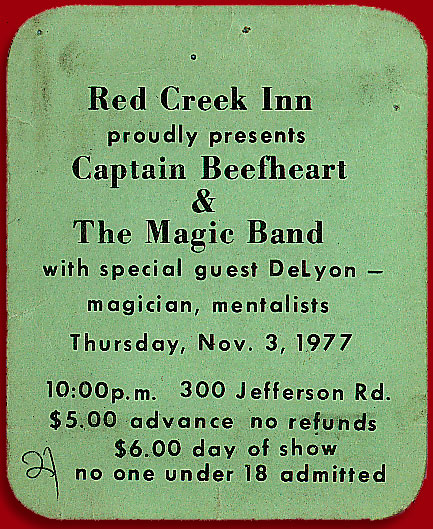 Red Creek Inn
proudly presents
Captain Beefheart
&
The Magic Band
with special guest DeLyon –
magician, mentalists
Thursday, Nov. 3, 1977
10:00p.m. 300 Jefferson Rd.
$5.00 advance no refunds
$6.00 day of show
no one under 18 admitted